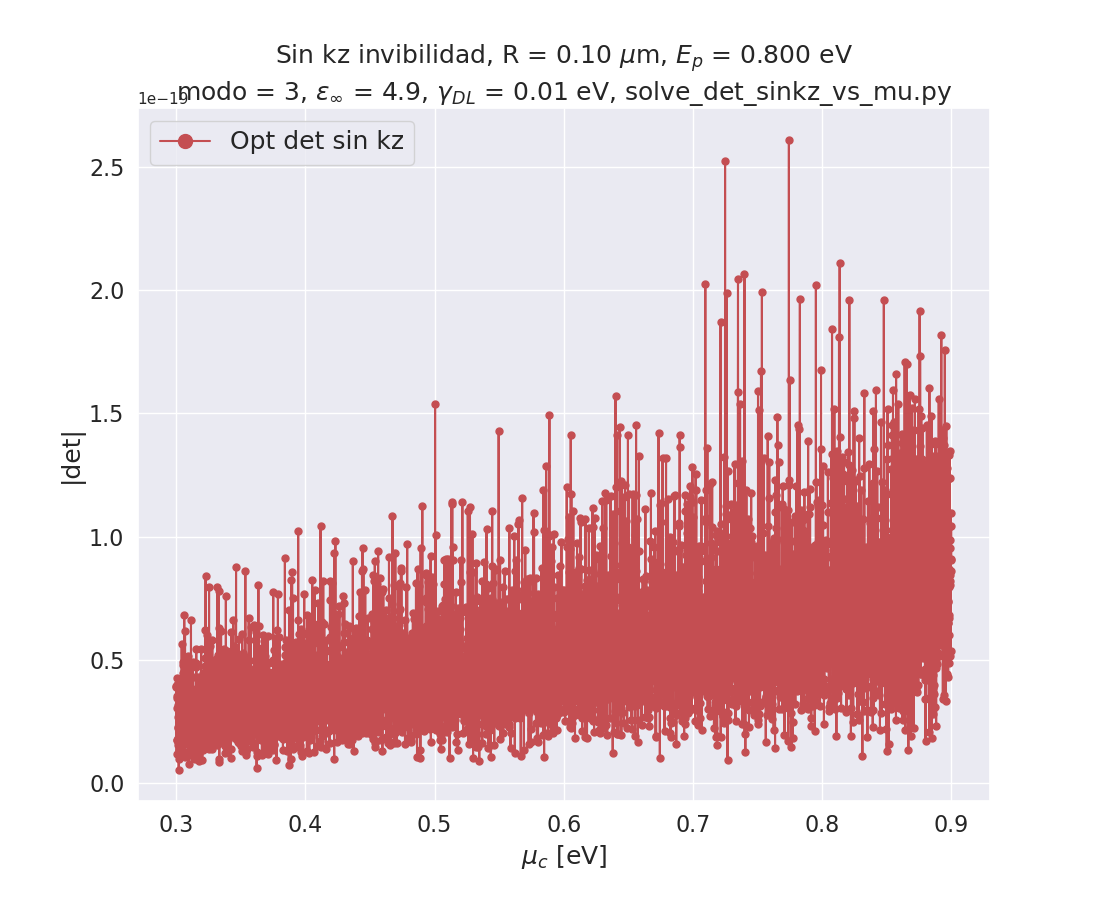 Sin kz invibilidad, R = 0.10 μm, E_p = 0.800 eV
modo = 3, ε_∞ = 4.9, γ_DL = 0.01 eV, solve_det_sinkz_vs_mu.py
1e−19
Opt det sin kz
2.5
2.0
1.5
1.0
0.5
0.0
|det|
0.3 0.4 0.5 0.6 0.7 0.8 0.9
μ_c [eV]